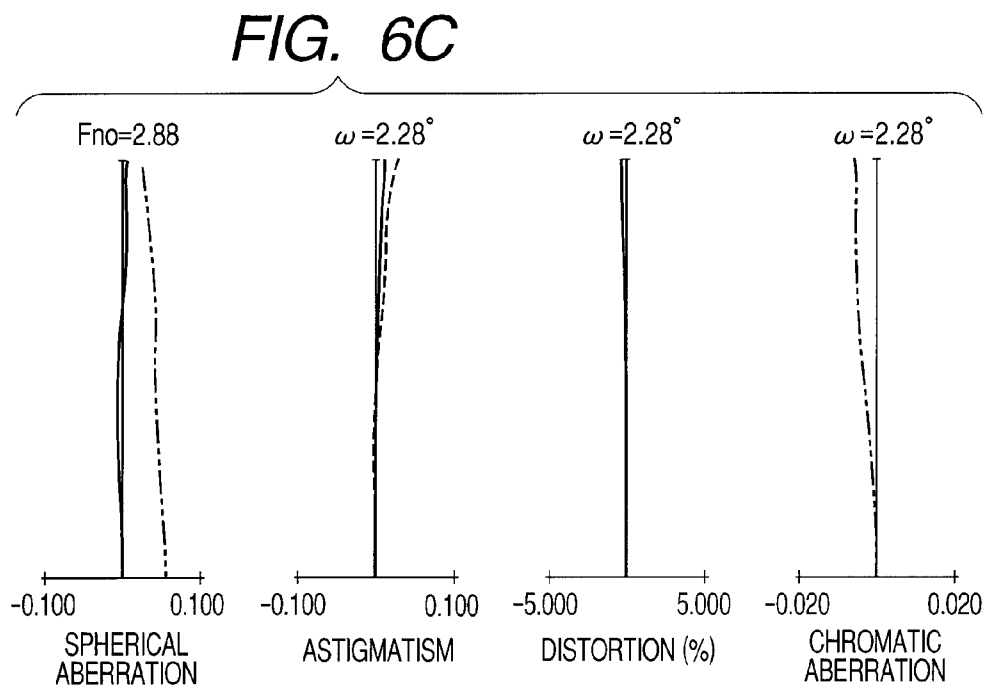 FIG. 6C
Fno=2.88
ω=2.28°
ω=2.28°
ω=2.28°
-0.100 0.100
-0.100 0.100
-5.000 5.000
-0.020 0.020
SPHERICAL
ABERRATION
ASTIGMATISM
DISTORTION (%)
CHROMATIC
ABERRATION